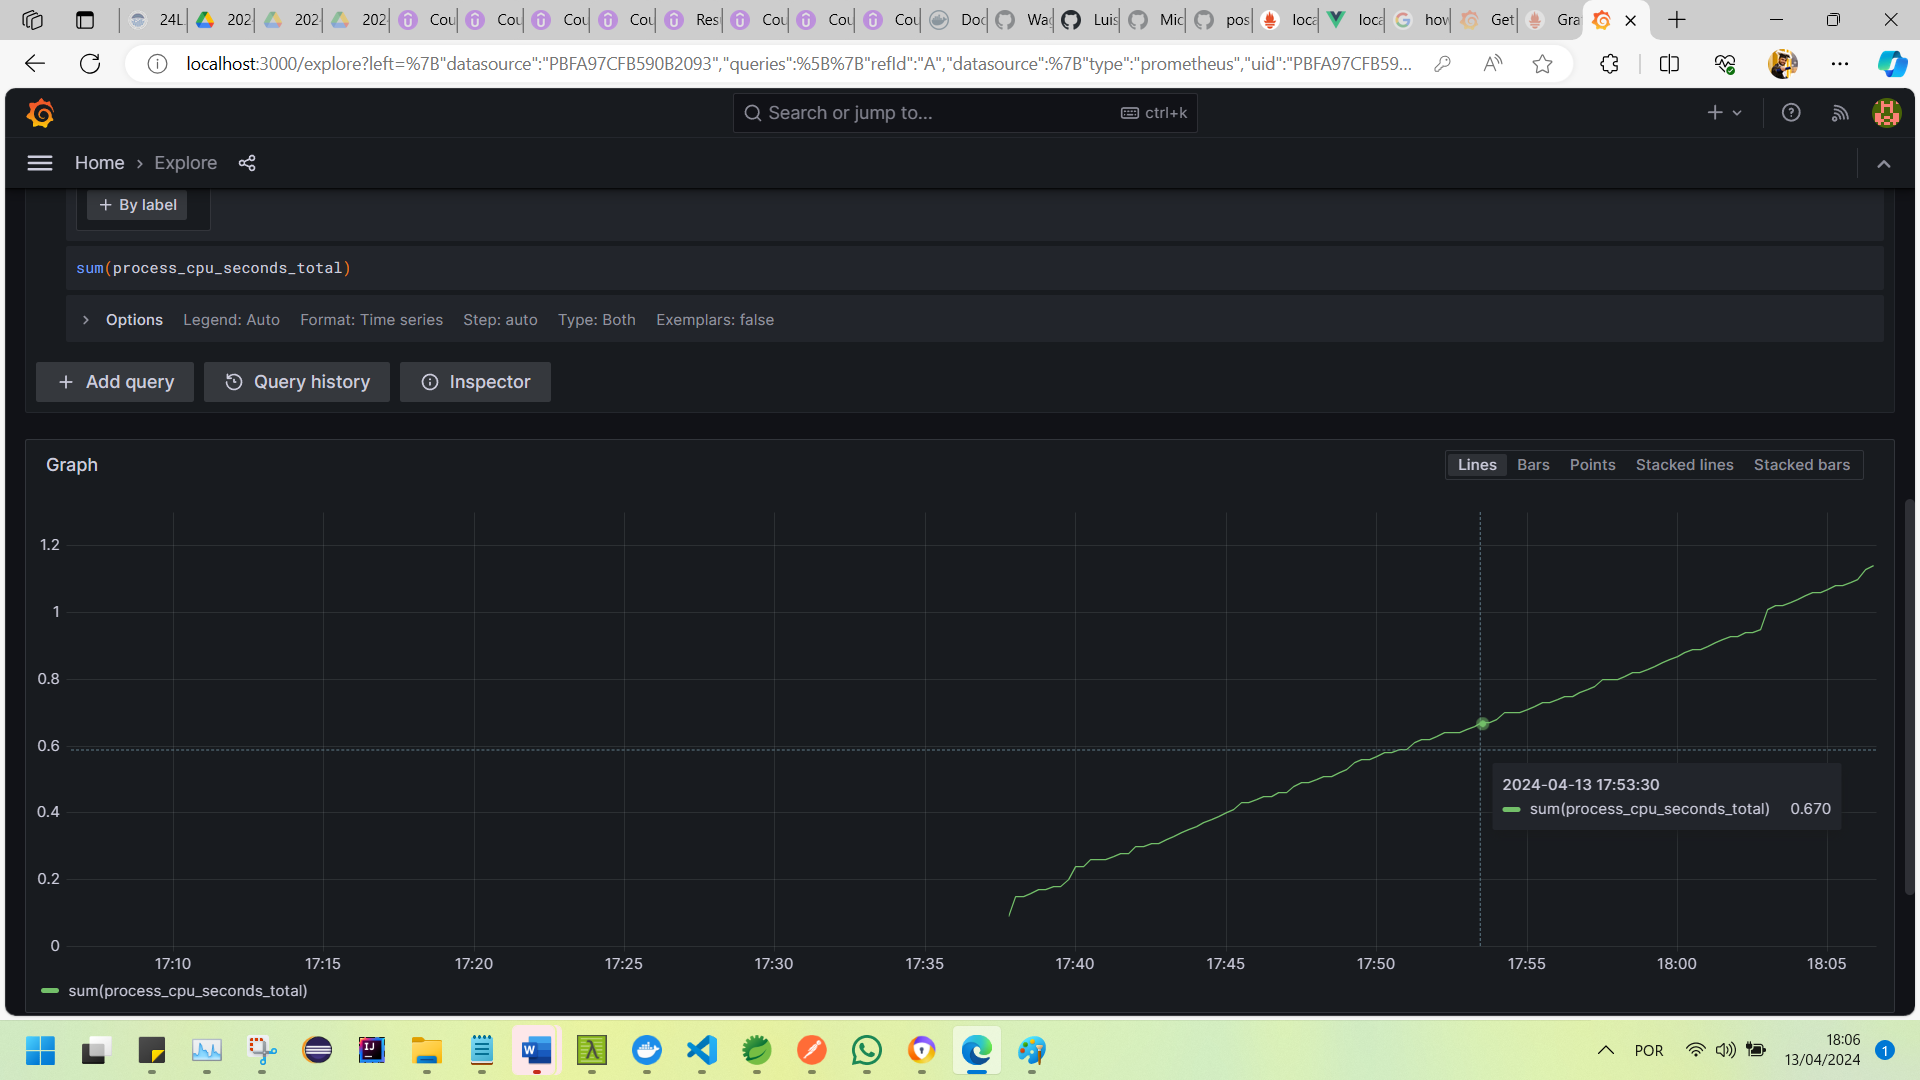 24L
202
202
202
Cou
Cou
Cou
Cou
Res
Cou
Cou
Cou
Doc
Wag
Luis
Mic
pos
loca
loca
how
Get
Gra
localhost:3000/explore?left=%7B"datasource":"PBFA97CFB590B2093","queries":%5B%7B"refId":"A","datasource":%7B"type":"prometheus","uid":"PBFA97CFB59...
Search or jump to...
ctrl+k
Home › Explore
+ By label
sum(process_cpu_seconds_total)
Options Legend: Auto Format: Time series Step: auto Type: Both Exemplars: false
+ Add query
Query history
Inspector
Graph
Lines Bars Points Stacked lines Stacked bars
1.2
1
0.8
0.6
0.4
0.2
0
2024-04-13 17:53:30
sum(process_cpu_seconds_total) 0.670
17:10 17:15 17:20 17:25 17:30 17:35 17:40 17:45 17:50 17:55 18:00 18:05
sum(process_cpu_seconds_total)
POR
18:06
13/04/2024
1